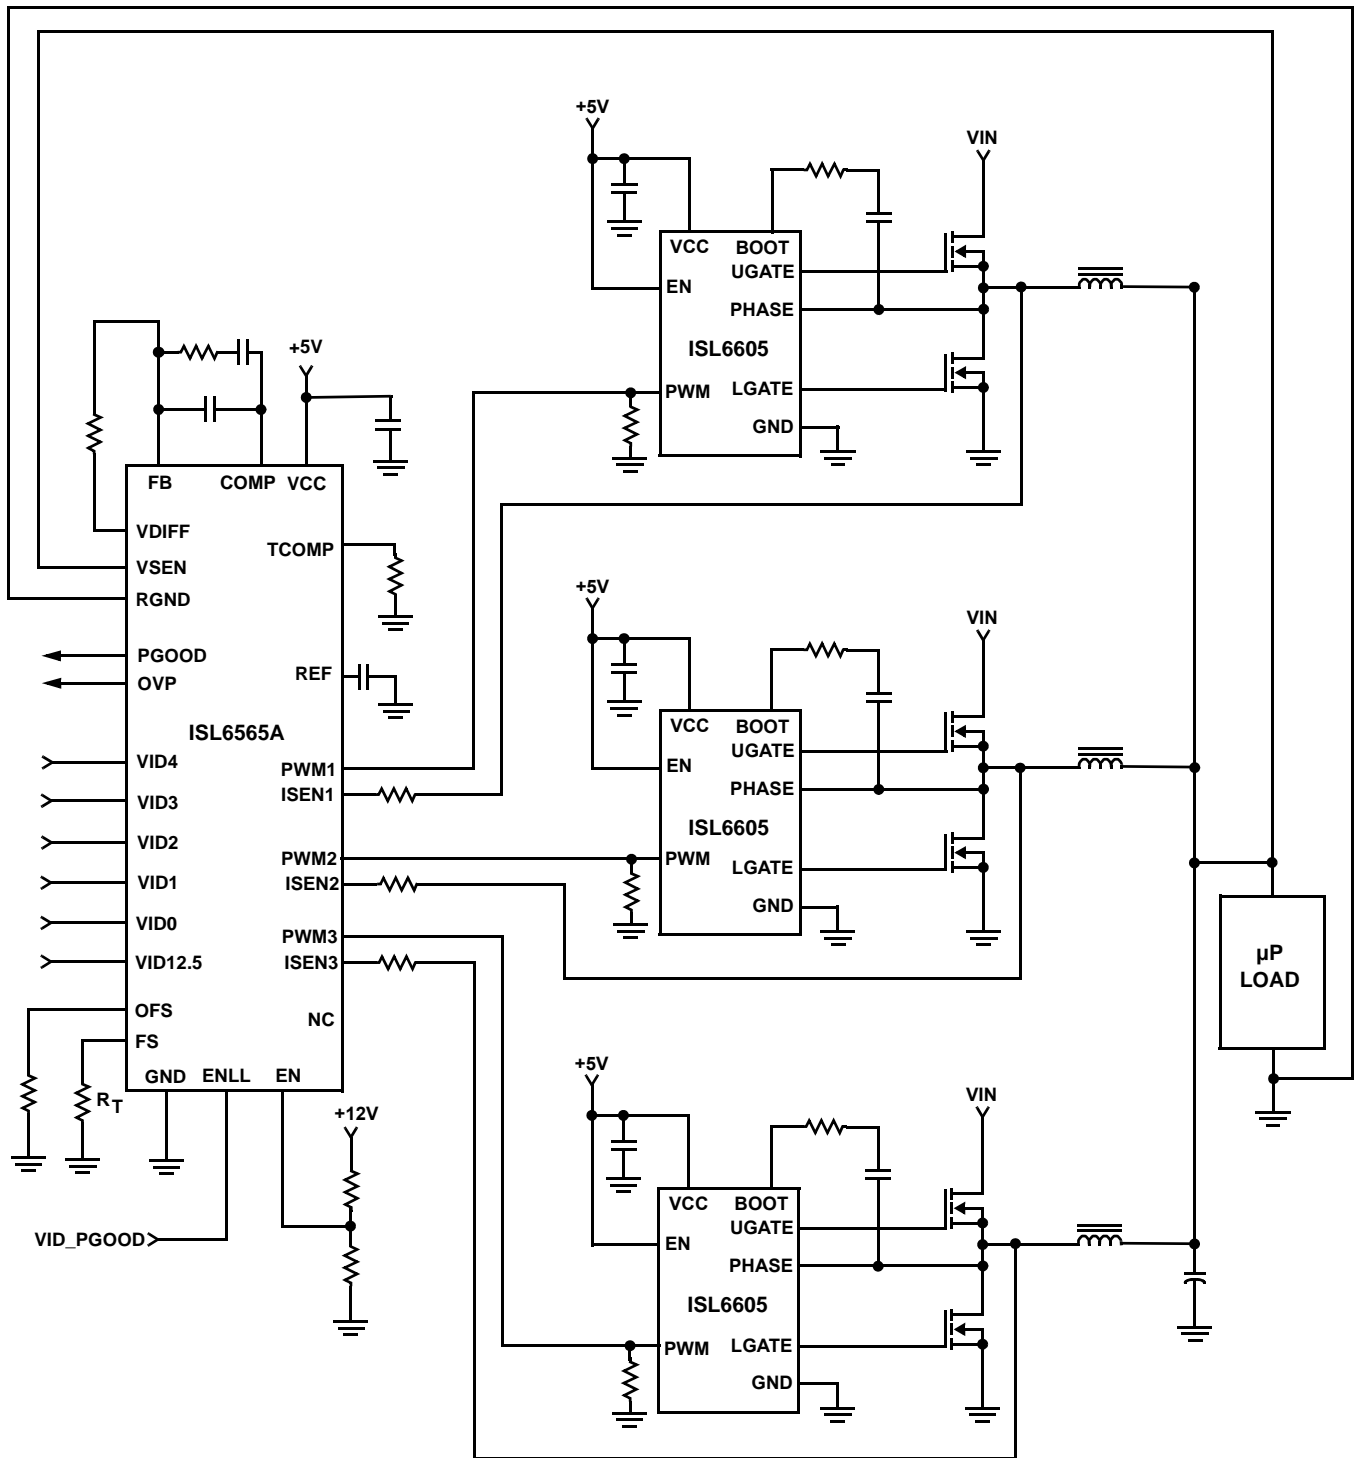 +5V
VIN
VCC
BOOT
UGATE
EN
PHASE
ISL6605
PWM
LGATE
GND
+5V
FB
COMP
VCC
VDIFF
TCOMP
VSEN
RGND
PGOOD
REF
OVP
ISL6565A
VID4
PWM1
ISEN1
VID3
VID2
PWM2
VID1
ISEN2
VID0
PWM3
VID12.5
ISEN3
OFS
NC
FS
GND
ENLL
EN
RT
+12V
VID_PGOOD
+5V
VIN
VCC
BOOT
UGATE
EN
PHASE
ISL6605
PWM
LGATE
GND
µP
LOAD
+5V
VIN
VCC
BOOT
UGATE
EN
PHASE
ISL6605
PWM
LGATE
GND